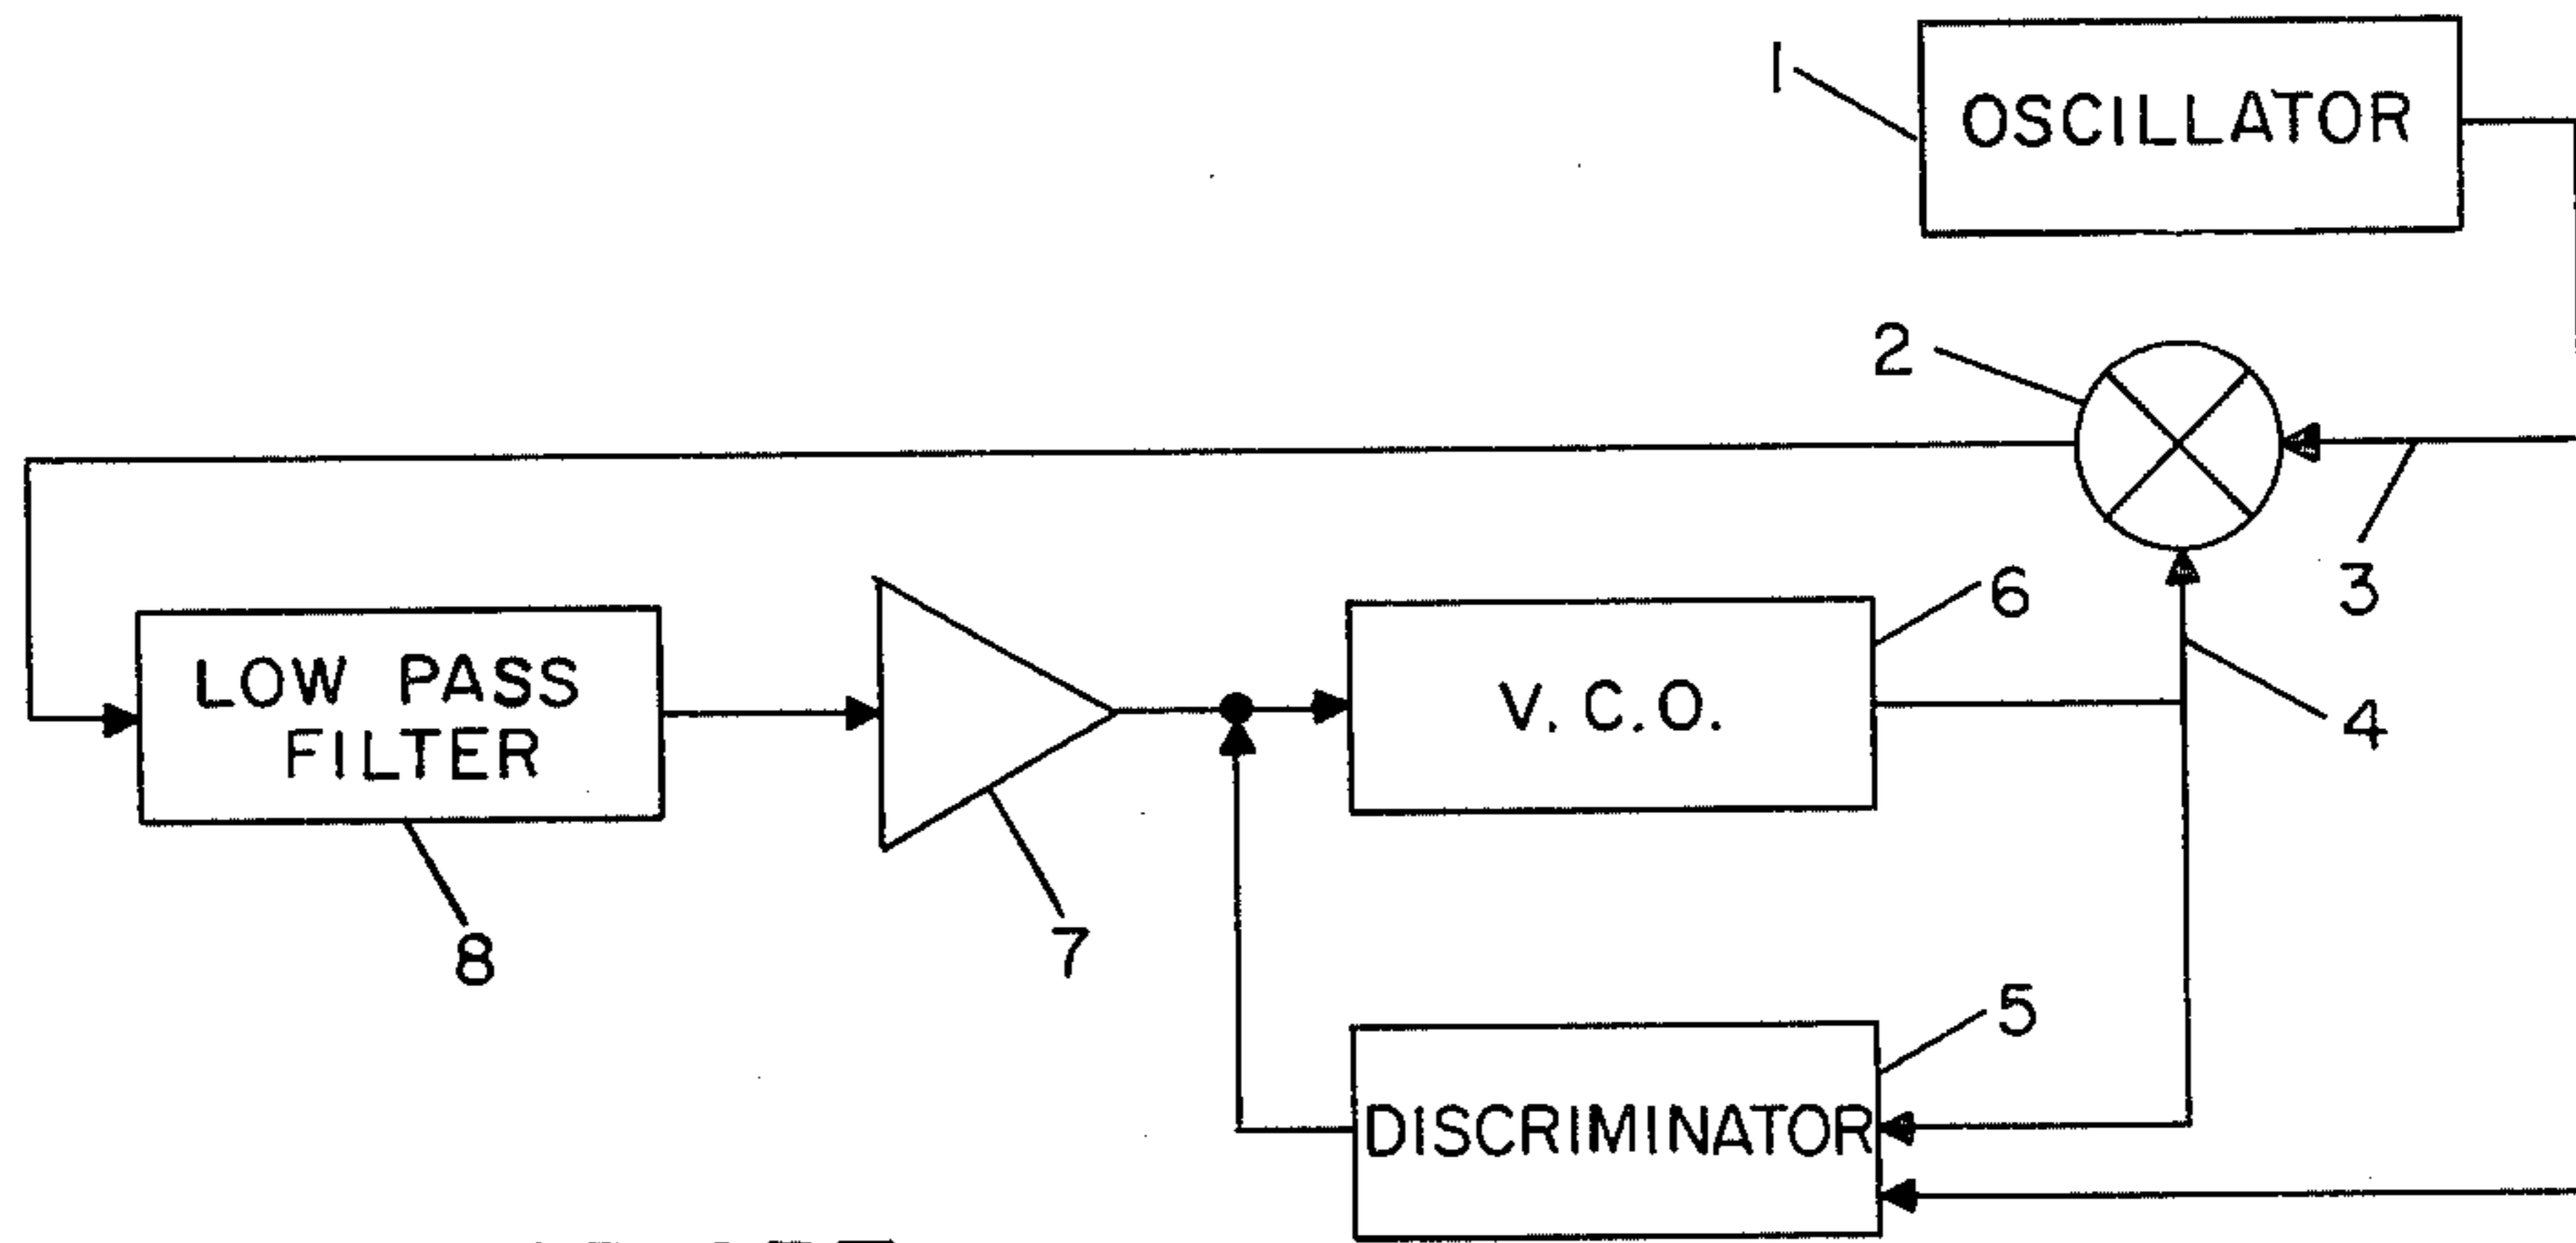 1
OSCILLATOR
2
3
6
LOW PASS
FILTER
V. C. O.
4
8
7
5
DISCRIMINATOR